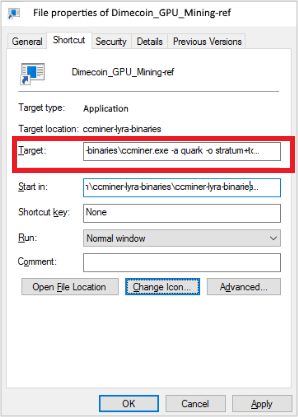 File properties of Dimecoin_GPU_Mining-ref
General Shortcut Security Details Previous Versions
Dimecoin_GPU_Mining-ref
Target type: Application
Target location: ccminer-lyra-binaries
Target: -binaries\ccminer.exe -a quark -o stratum+tc...
Start in: \ccminer-lyra-binaries\ccminer-lyra-binaries...
Shortcut key: None
Run: Normal window
Comment:
Open File Location Change Icon... Advanced...
OK Cancel Apply